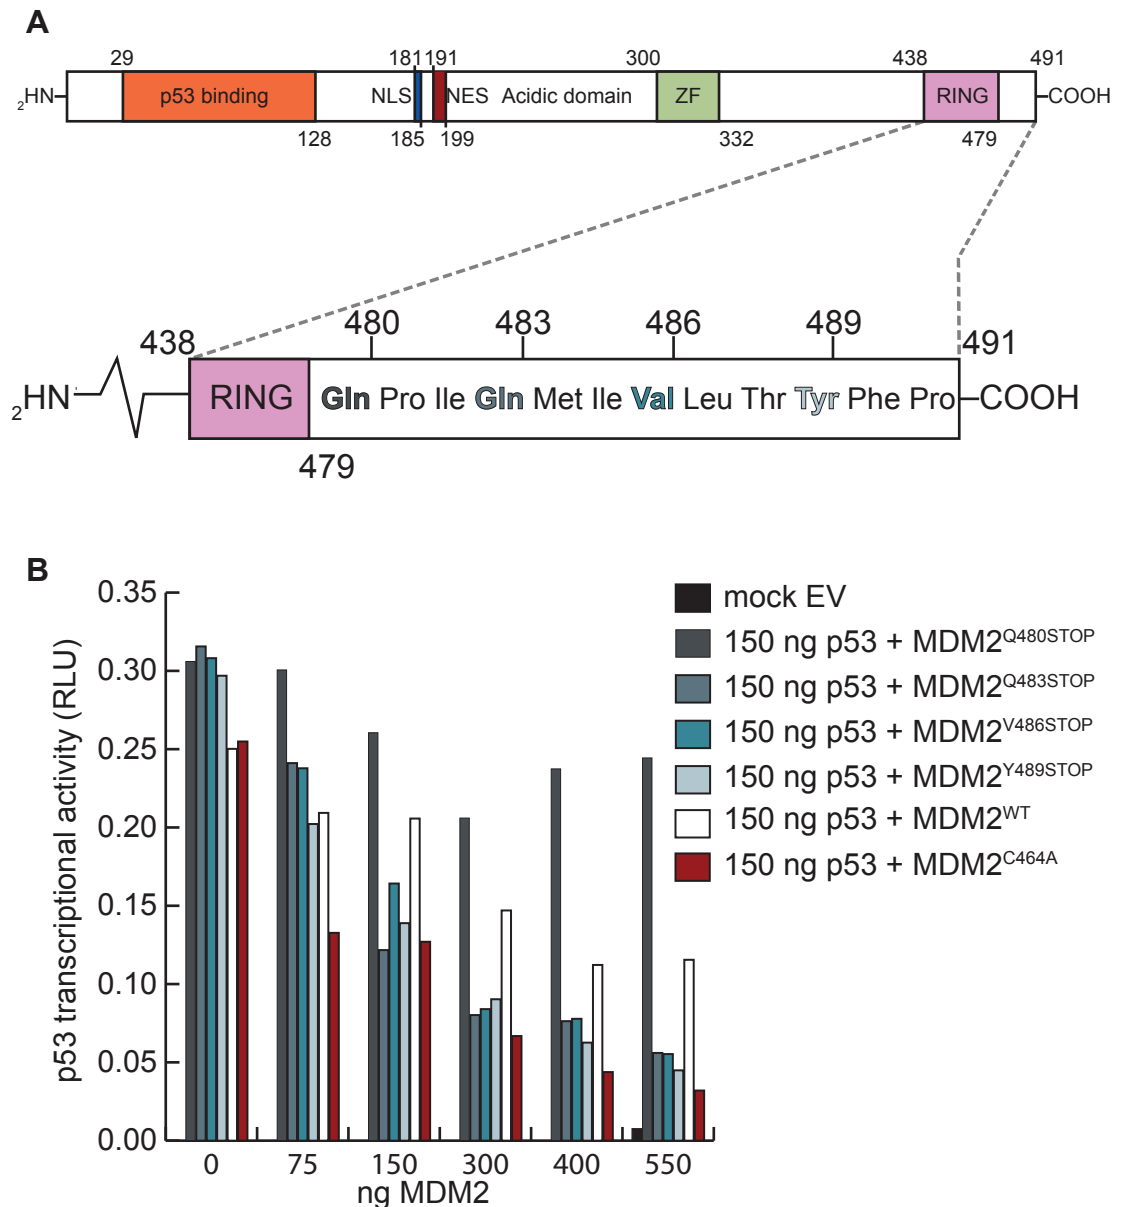 A
29 181 191 300 438 491
2HN p53 binding NLS NES Acidic domain ZF RING COOH
128 185 199 332 479
438 480 483 486 489 491
2HN RING Gln Pro Ile Gln Met Ile Val Leu Thr Tyr Phe Pro COOH
479
B
p53 transcriptional activity (RLU)
0.35
0.30
0.25
0.20
0.15
0.10
0.05
0.00
0 75 150 300 400 550
ng MDM2
mock EV
150 ng p53 + MDM2Q480STOP
150 ng p53 + MDM2Q483STOP
150 ng p53 + MDM2V486STOP
150 ng p53 + MDM2Y489STOP
150 ng p53 + MDM2WT
150 ng p53 + MDM2C464A